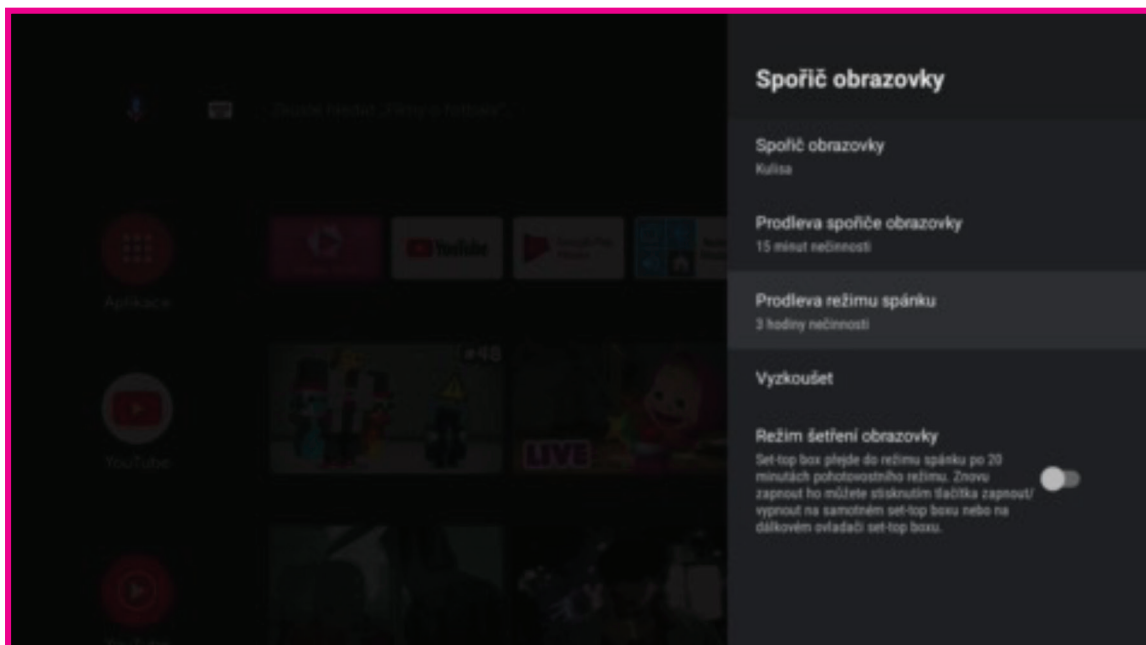 Spořič obrazovky
Spořič obrazovky
Kulisa
Prodleva spořiče obrazovky
15 minut nečinnosti
Prodleva režimu spánku
3 hodiny nečinnosti
Vyzkoušet
Režim šetření obrazovky
Set-top box přejde do režimu spánku po 20
minutách pohotovostního režimu. Znovu
zapnout ho můžete stisknutím tlačítka zapnout/
vypnout na samotném set-top boxu nebo na
dálkovém ovladači set-top boxu.
YouTube
Aplikace
#48
LIVE
YouTube